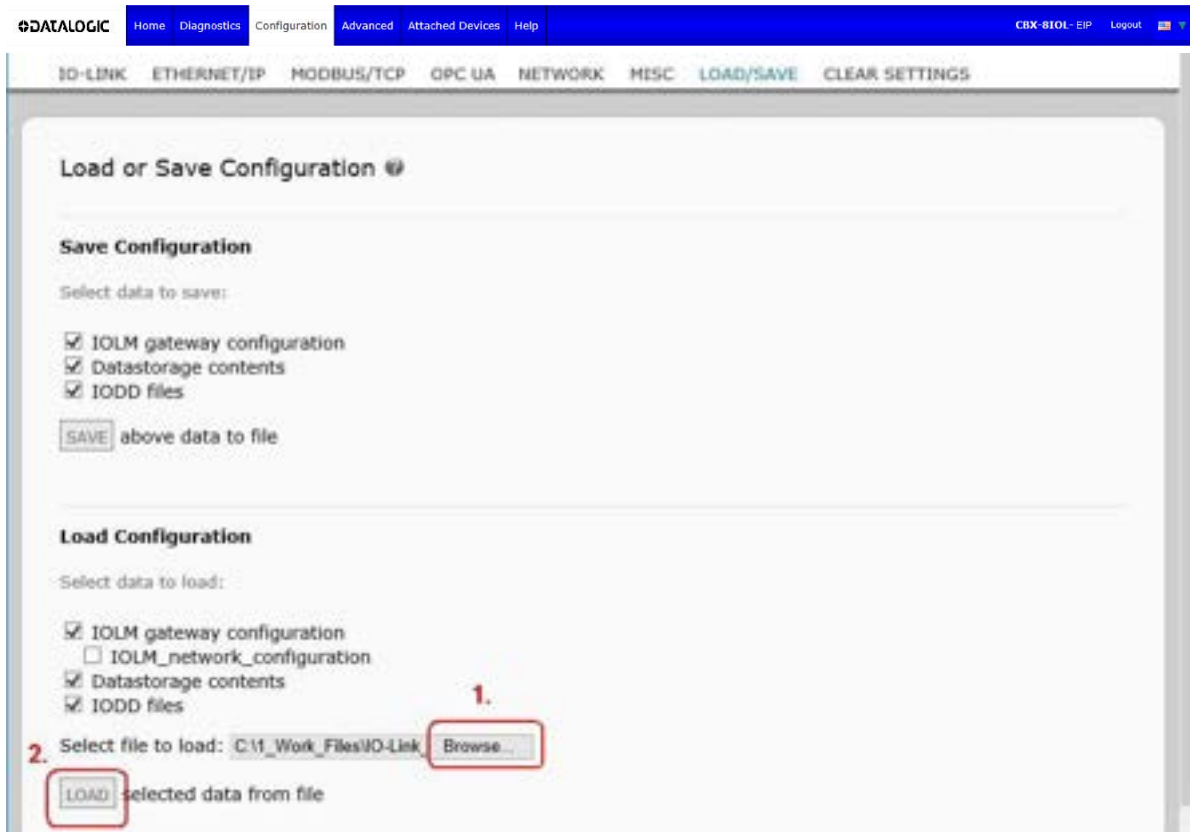 DATALOGIC Home Diagnostics Configuration Advanced Attached Devices Help CBX-8IOL- EIP Logout
IO-LINK ETHERNET/IP MODBUS/TCP OPC UA NETWORK MISC LOAD/SAVE CLEAR SETTINGS
Load or Save Configuration ?
Save Configuration
Select data to save:
IOLM gateway configuration
Datastorage contents
IODD files
SAVE above data to file
Load Configuration
Select data to load:
IOLM gateway configuration
IOLM_network_configuration
Datastorage contents
IODD files
1.
Select file to load: C:\1_Work_Files\IO-Link_ Browse...
2.
LOAD selected data from file